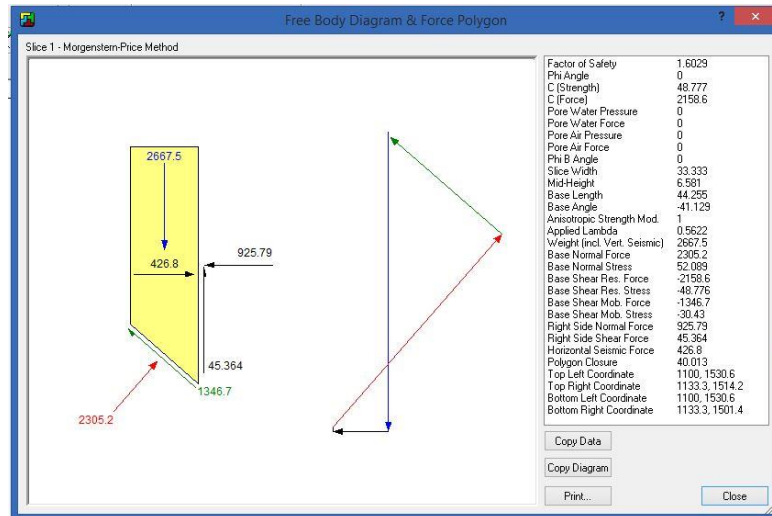 Free Body Diagram & Force Polygon
?
×
Slice 1 - Morgenstern-Price Method
2667.5
426.8
925.79
45.364
1346.7
2305.2
Factor of Safety 1.6029
Phi Angle 0
C (Strength) 48.777
C (Force) 2158.6
Pore Water Pressure 0
Pore Water Force 0
Pore Air Pressure 0
Pore Air Force 0
Phi B Angle 0
Slice Width 33.333
Mid-Height 6.581
Base Length 44.255
Base Angle -41.129
Anisotropic Strength Mod. 1
Applied Lambda 0.5622
Weight (incl. Vert. Seismic) 2667.5
Base Normal Force 2305.2
Base Normal Stress 52.089
Base Shear Res. Force -2158.6
Base Shear Res. Stress -48.776
Base Shear Mob. Force -1346.7
Base Shear Mob. Stress -30.43
Right Side Normal Force 925.79
Right Side Shear Force 45.364
Horizontal Seismic Force 426.8
Polygon Closure 40.013
Top Left Coordinate 1100, 1530.6
Top Right Coordinate 1133.3, 1514.2
Bottom Left Coordinate 1100, 1530.6
Bottom Right Coordinate 1133.3, 1501.4
Copy Data
Copy Diagram
Print...
Close